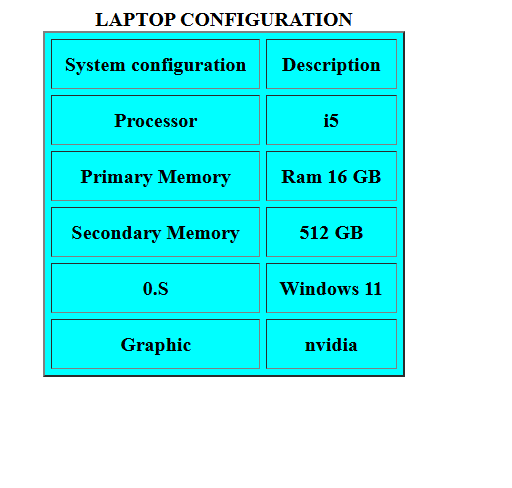 LAPTOP CONFIGURATION
System configuration Description
Processor i5
Primary Memory Ram 16 GB
Secondary Memory 512 GB
0.S Windows 11
Graphic nvidia